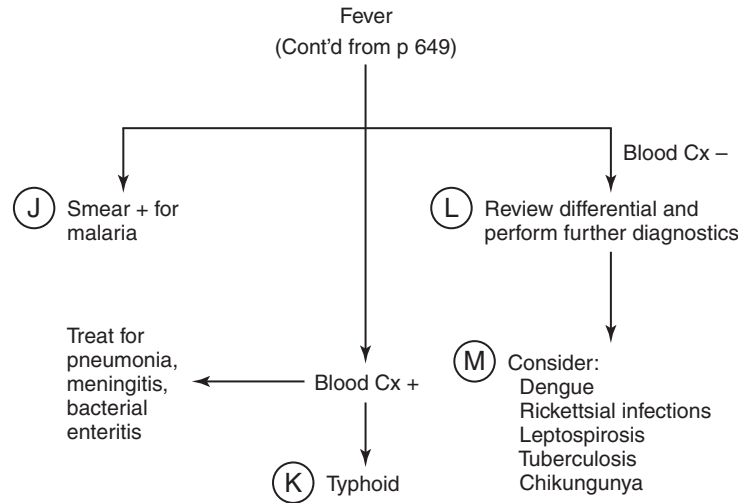 Fever
(Cont'd from p 649)
Blood Cx –
J
Smear + for
malaria
L
Review differential and
perform further diagnostics
Treat for
pneumonia,
meningitis,
bacterial
enteritis
Blood Cx +
K
Typhoid
M
Consider:
Dengue
Rickettsial infections
Leptospirosis
Tuberculosis
Chikungunya